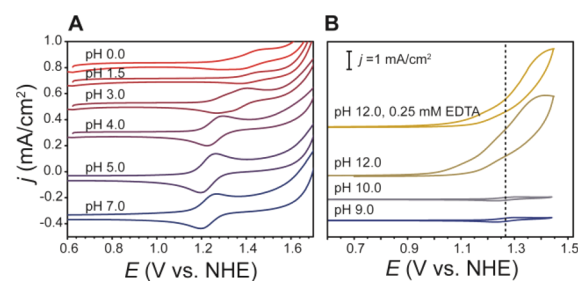 A
B
j (mA/cm²)
1.0
0.8
0.6
0.4
0.2
0.0
-0.2
-0.4
pH 0.0
pH 1.5
pH 3.0
pH 4.0
pH 5.0
pH 7.0
0.6 0.8 1.0 1.2 1.4 1.6
E (V vs. NHE)
j =1 mA/cm²
pH 12.0, 0.25 mM EDTA
pH 12.0
pH 10.0
pH 9.0
0.7 0.9 1.1 1.3 1.5
E (V vs. NHE)